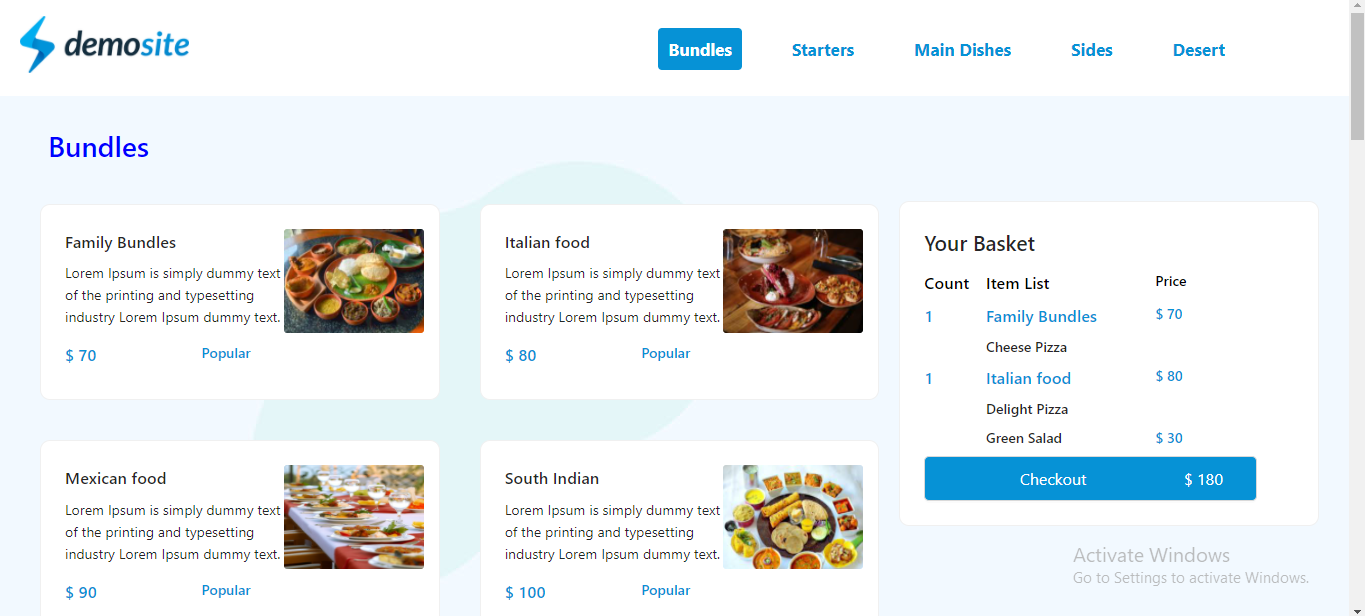 demosite
Bundles
Starters
Main Dishes
Sides
Desert
Bundles
Family Bundles
Lorem Ipsum is simply dummy text
of the printing and typesetting
industry Lorem Ipsum dummy text.
$ 70
Popular
Italian food
Lorem Ipsum is simply dummy text
of the printing and typesetting
industry Lorem Ipsum dummy text.
$ 80
Popular
Mexican food
Lorem Ipsum is simply dummy text
of the printing and typesetting
industry Lorem Ipsum dummy text.
$ 90
Popular
South Indian
Lorem Ipsum is simply dummy text
of the printing and typesetting
industry Lorem Ipsum dummy text.
$ 100
Popular
Your Basket
Count Item List Price
1 Family Bundles $ 70
Cheese Pizza
1 Italian food $ 80
Delight Pizza
Green Salad $ 30
Checkout $ 180
Activate Windows
Go to Settings to activate Windows.